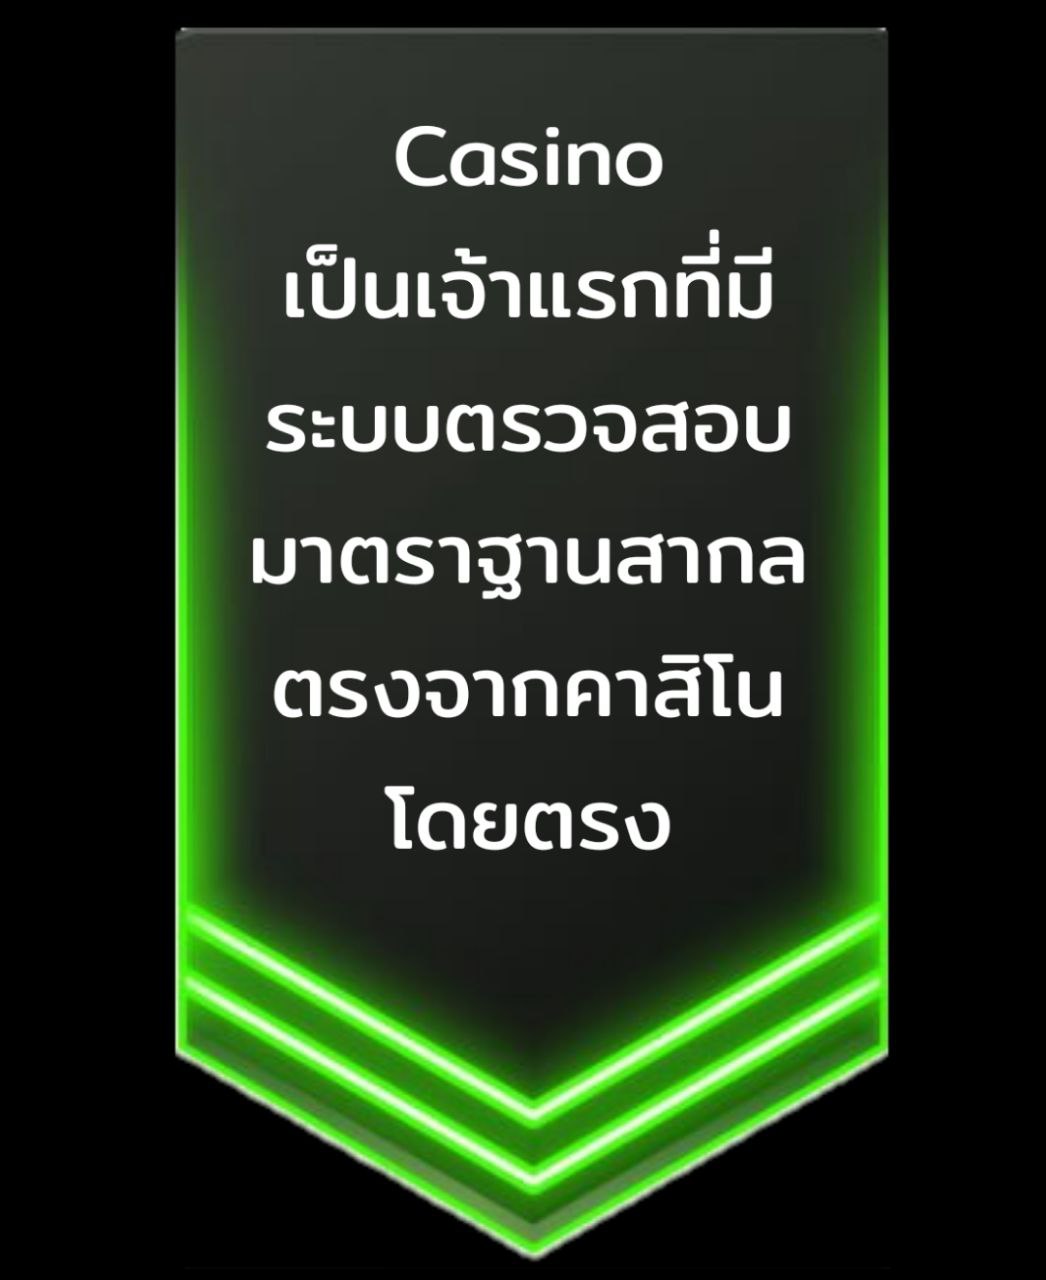 Casino
เป็นเจ้าแรกที่มี
ระบบตรวจสอบ
มาตราฐานสากล
ตรงจากคาสิโน
โดยตรง